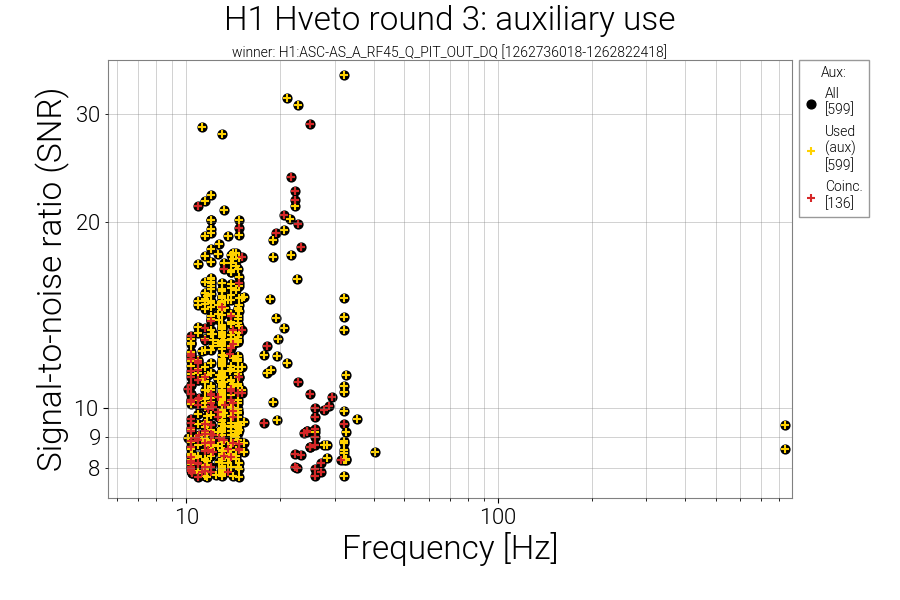 H1 Hveto round 3: auxiliary use
winner: H1:ASC-AS_A_RF45_Q_PIT_OUT_DQ [1262736018-1262822418]
Signal-to-noise ratio (SNR)
30
20
10
9
8
10
100
Frequency [Hz]
Aux:
All
[599]
Used
(aux)
[599]
Coinc.
[136]